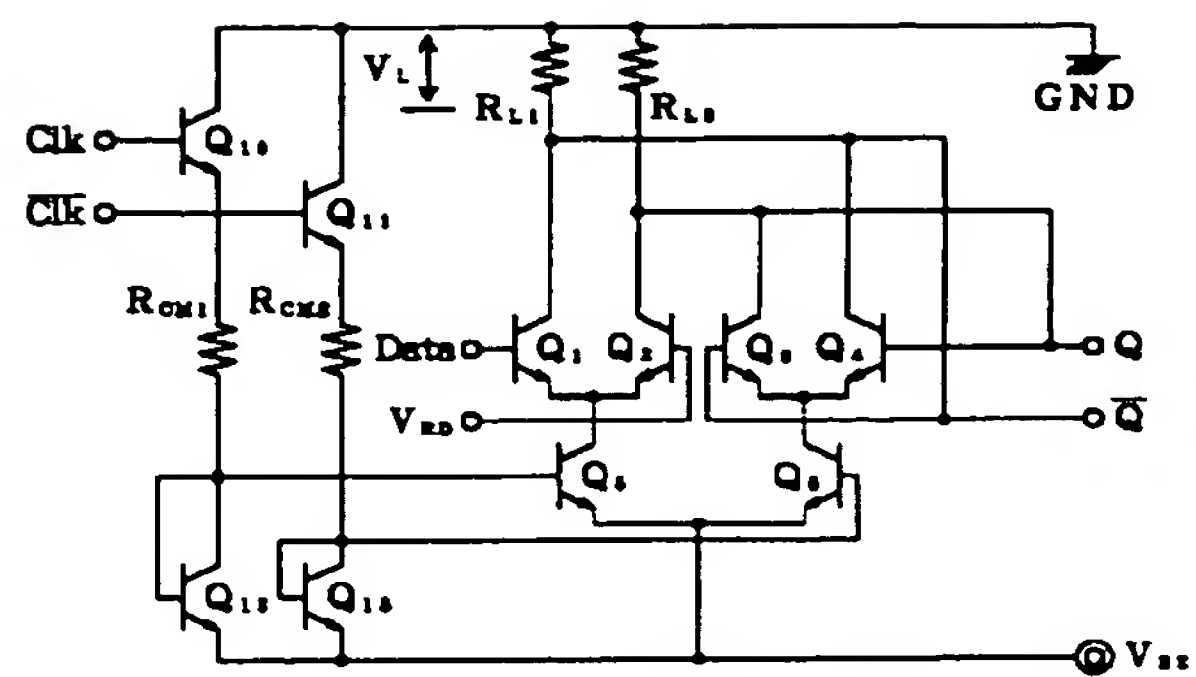 V_L
R_L1
R_L2
GND
Clk
Q_10
Clk
Q_11
R_CM1
R_CM2
Data
Q_1
Q_2
Q_3
Q_4
Q
V_RD
Q
Q_5
Q_6
Q_12
Q_13
V_EE